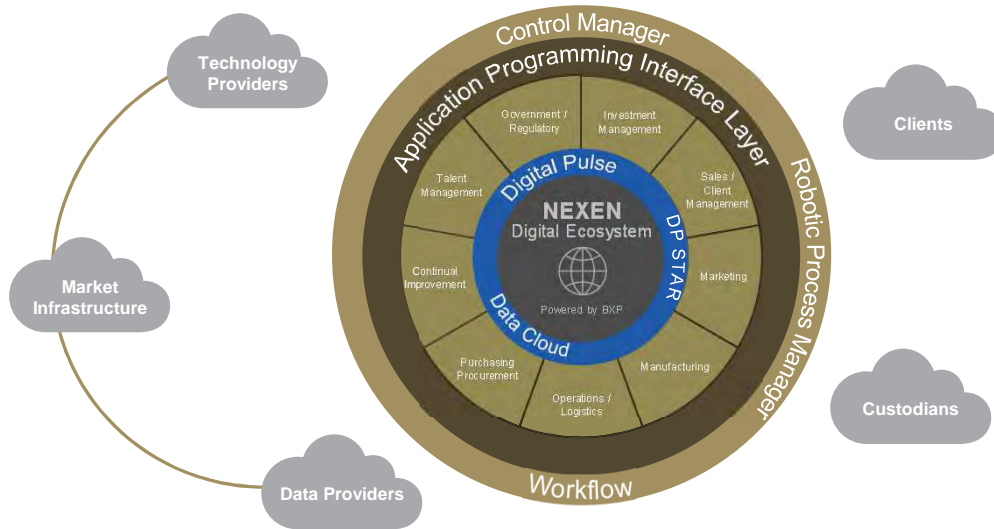 Technology
Providers
Market
Infrastructure
Data Providers
Control Manager
Application Programming Interface Layer
Robotic Process Manager
Workflow
Government /
Regulatory
Investment
Management
Sales /
Client
Management
Marketing
Manufacturing
Operations /
Logistics
Purchasing
Procurement
Continual
Improvement
Talent
Management
Digital Pulse
DP STAR
Data Cloud
NEXEN
Digital Ecosystem
Powered by BXP
Clients
Custodians